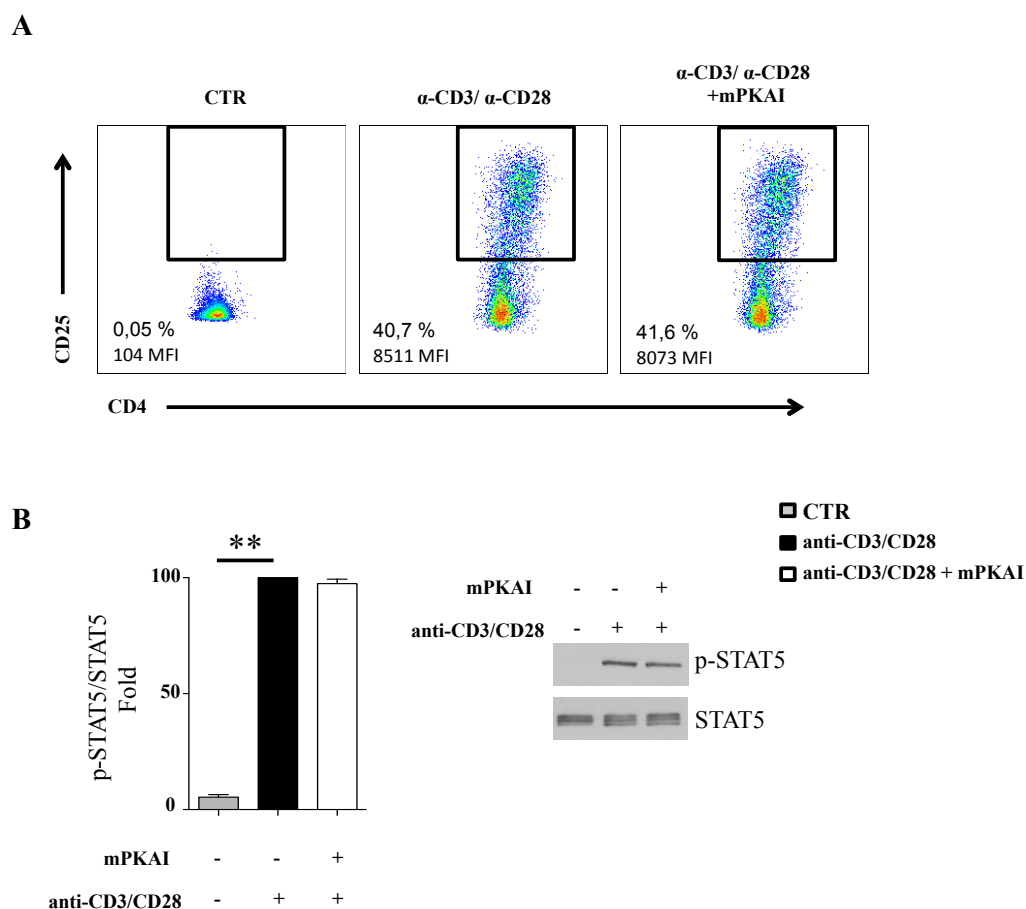 A
CTR
α-CD3/ α-CD28
α-CD3/ α-CD28
+mPKAI
CD25
0,05 %
104 MFI
40,7 %
8511 MFI
41,6 %
8073 MFI
CD4
B
CTR
anti-CD3/CD28
anti-CD3/CD28 + mPKAI
**
p-STAT5/STAT5
Fold
100
50
0
mPKAI - - +
anti-CD3/CD28 - + +
mPKAI - - +
anti-CD3/CD28 - + +
p-STAT5
STAT5